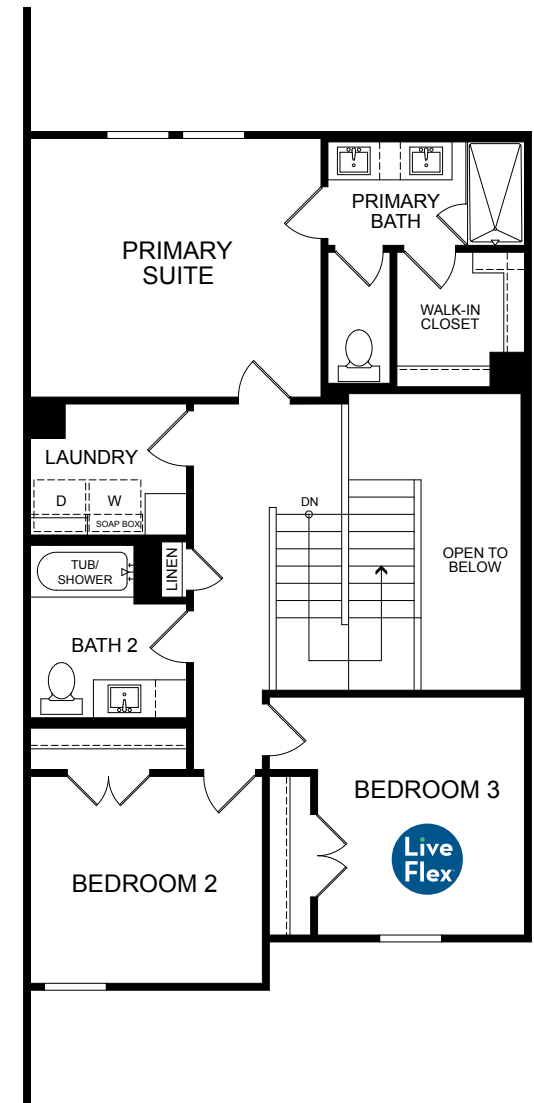 PRIMARY
SUITE
PRIMARY
BATH
WALK-IN
CLOSET
LAUNDRY
D
W
SOAP BOX
DN
OPEN TO
BELOW
LINEN
TUB/
SHOWER
BATH 2
BEDROOM 3
Live
Flex
BEDROOM 2